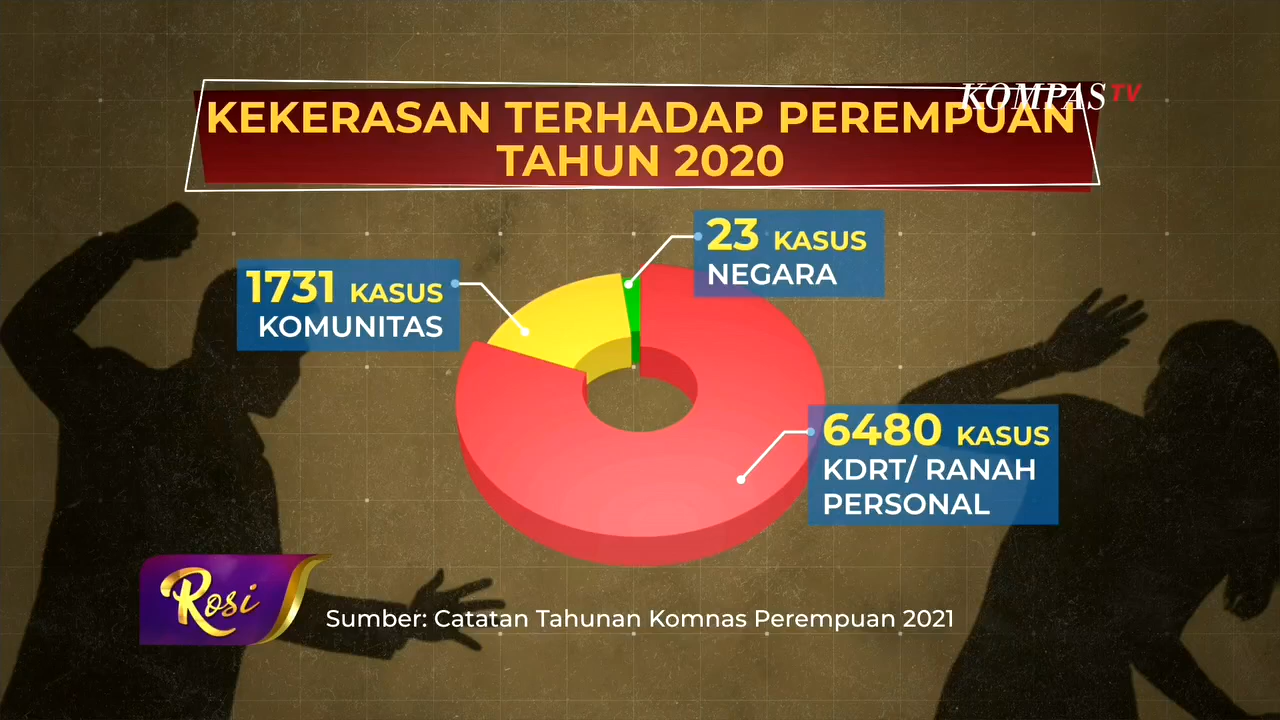 KOMPAS TV
KEKERASAN TERHADAP PEREMPUAN
TAHUN 2020
23 KASUS
NEGARA
1731 KASUS
KOMUNITAS
6480 KASUS
KDRT/ RANAH
PERSONAL
Rosi
Sumber: Catatan Tahunan Komnas Perempuan 2021